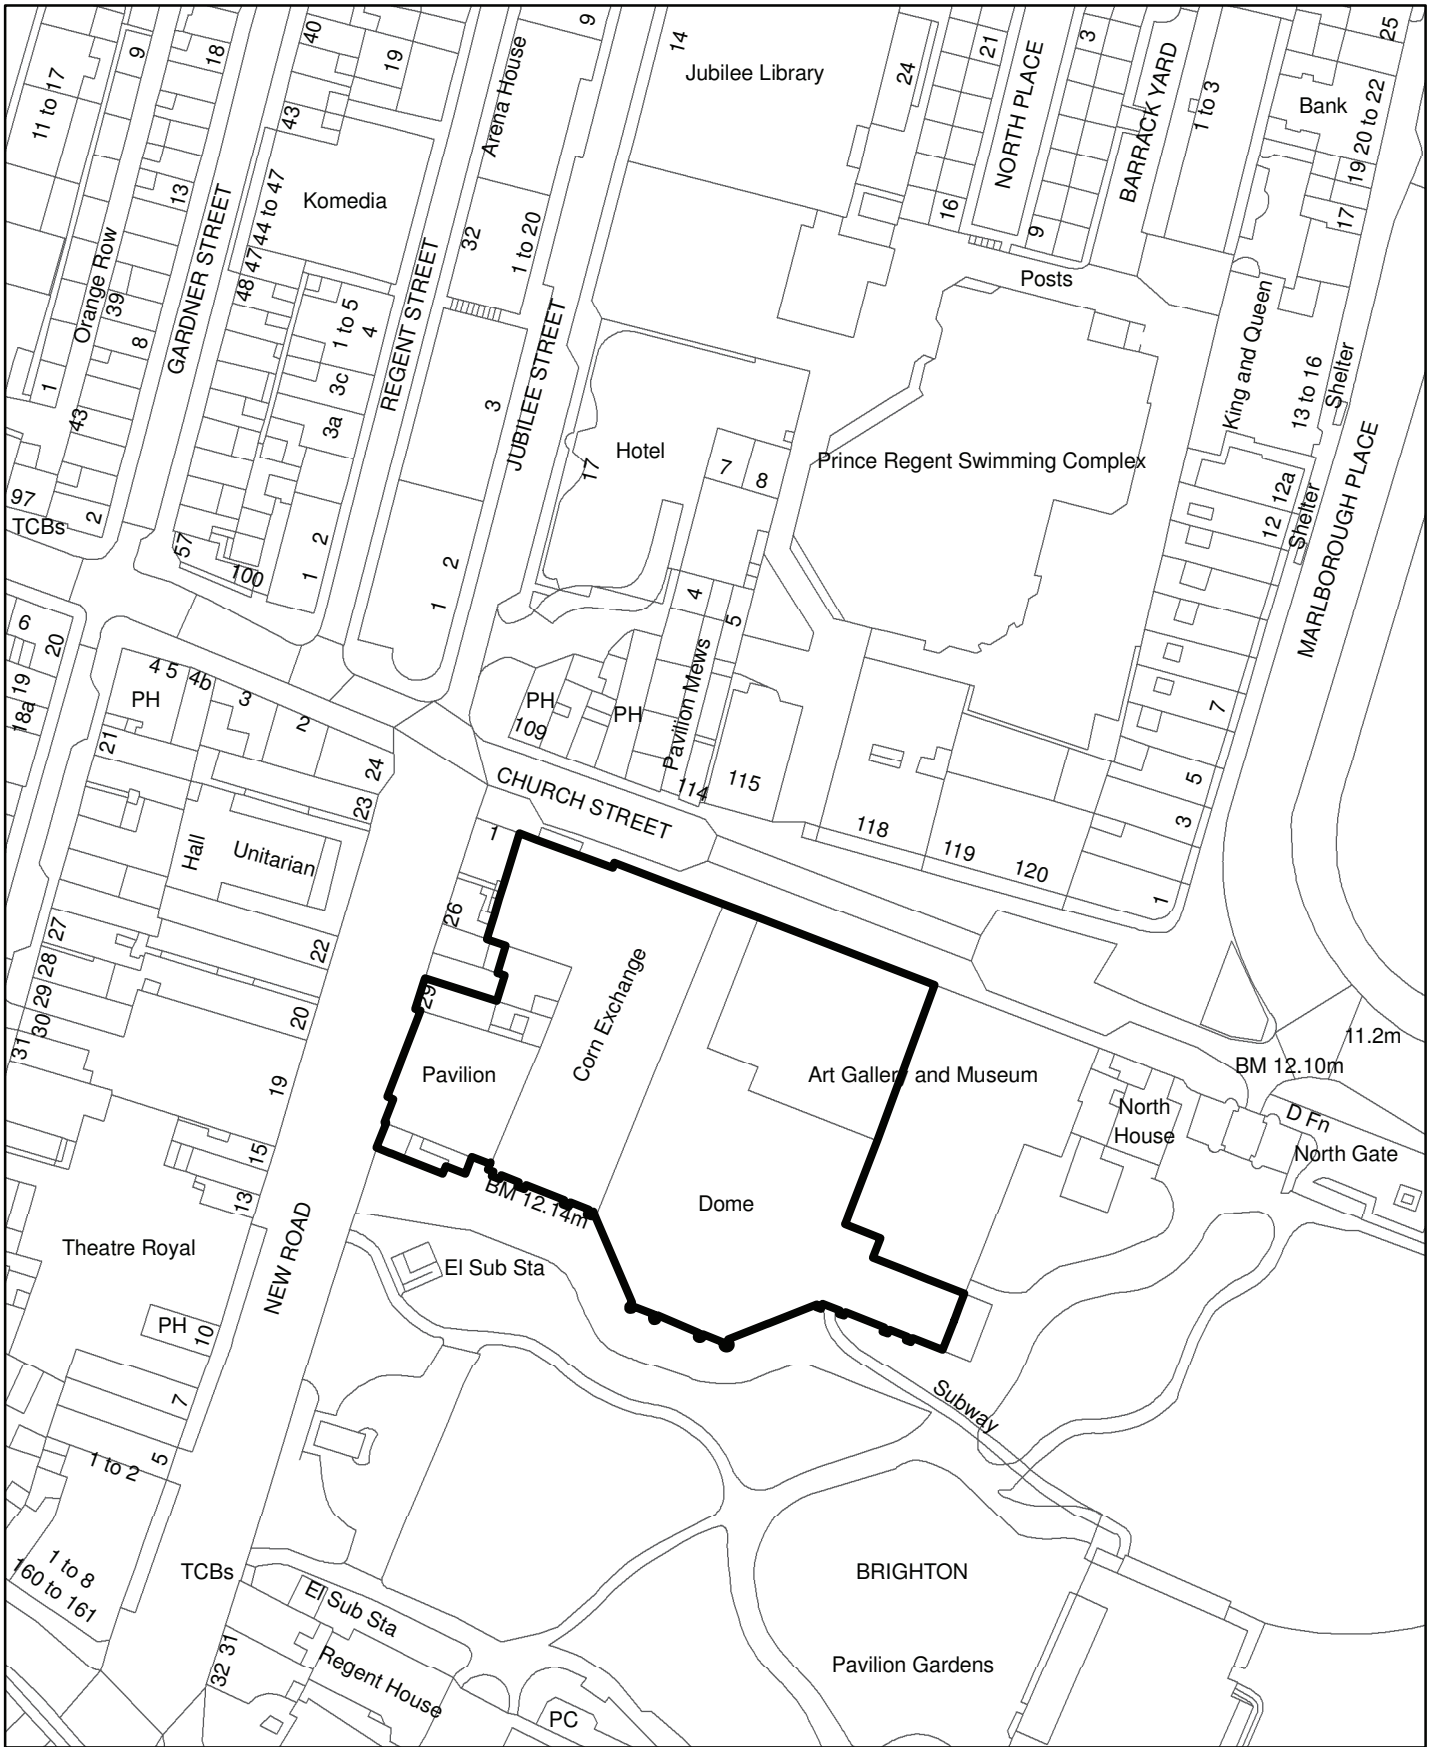 11 to 17
9
18
40
19
9
Arena House
14
Jubilee Library
24
21
NORTH PLACE
3
BARRACK YARD
1 to 3
25
Bank
20 to 22
19
17
43
13
44 to 47
Komedia
32
1 to 20
16
9
Posts
Orange Row
39
GARDNER STREET
47
48
1 to 5
4
REGENT STREET
JUBILEE STREET
King and Queen
13 to 16
Shelter
8
1
43
3c
3a
3
17
Hotel
7
8
Prince Regent Swimming Complex
MARLBOROUGH PLACE
12a
12
Shelter
97
TCBs
2
57
100
2
1
2
1
4
5
Pavilion Mews
6
20
19
18a
4 5
4b
3
2
PH
21
24
23
PH
109
PH
114
115
7
5
3
CHURCH STREET
118
119
120
1
Hall
Unitarian
1
26
27
28
29
30
31
22
20
29
Corn Exchange
Pavilion
19
Art Gallery and Museum
11.2m
BM 12.10m
North
House
D Fn
North Gate
15
13
BM 12.14m
Dome
Theatre Royal
NEW ROAD
El Sub Sta
PH
10
7
5
1 to 2
Subway
1 to 8
160 to 161
TCBs
El Sub Sta
BRIGHTON
31
32
Regent House
Pavilion Gardens
PC